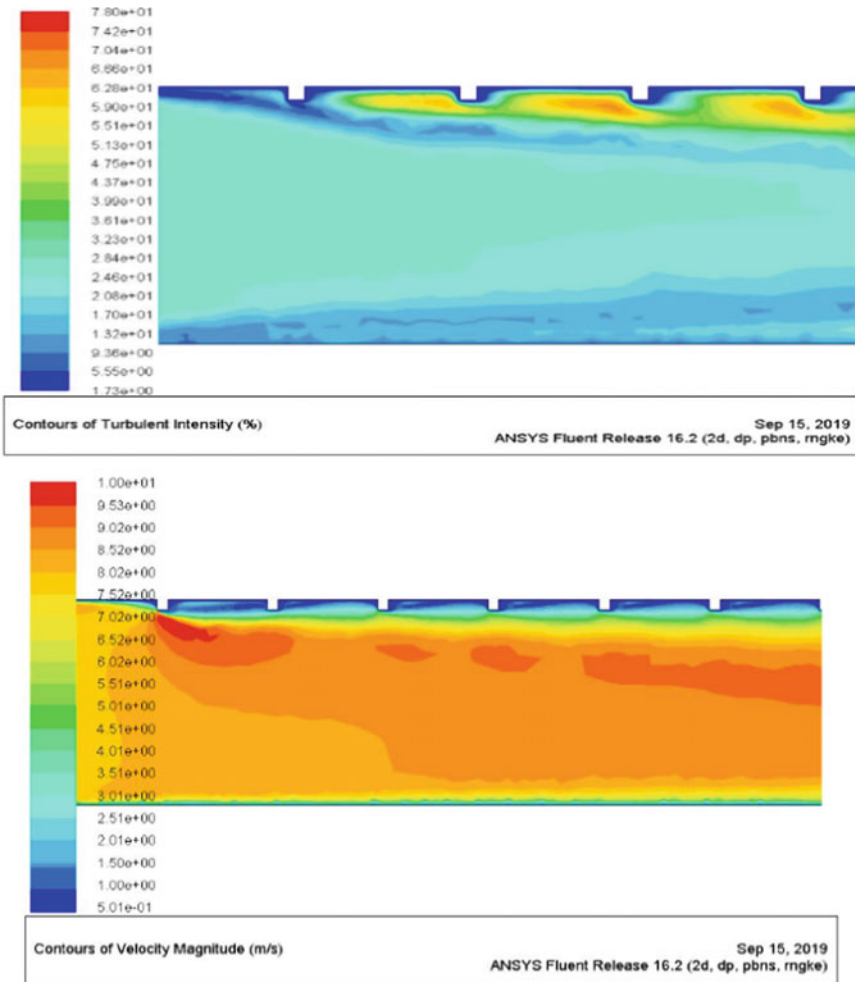 7.80e+01
7.42e+01
7.04e+01
6.66e+01
6.28e+01
5.90e+01
5.51e+01
5.13e+01
4.75e+01
4.37e+01
3.99e+01
3.61e+01
3.23e+01
2.84e+01
2.46e+01
2.08e+01
1.70e+01
1.32e+01
9.36e+00
5.55e+00
1.73e+00
Contours of Turbulent Intensity (%)
Sep 15, 2019
ANSYS Fluent Release 16.2 (2d, dp, pbns, rngke)
1.00e+01
9.53e+00
9.02e+00
8.52e+00
8.02e+00
7.52e+00
7.02e+00
6.52e+00
6.02e+00
5.51e+00
5.01e+00
4.51e+00
4.01e+00
3.51e+00
3.01e+00
2.51e+00
2.01e+00
1.50e+00
1.00e+00
5.01e-01
Contours of Velocity Magnitude (m/s)
Sep 15, 2019
ANSYS Fluent Release 16.2 (2d, dp, pbns, rngke)